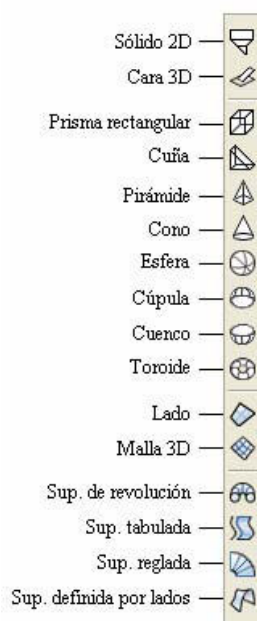 Sólido 2D
Cara 3D
Prisma rectangular
Cuña
Pirámide
Cono
Esfera
Cúpula
Cuenco
Toroide
Lado
Malla 3D
Sup. de revolución
Sup. tabulada
Sup. reglada
Sup. definida por lados